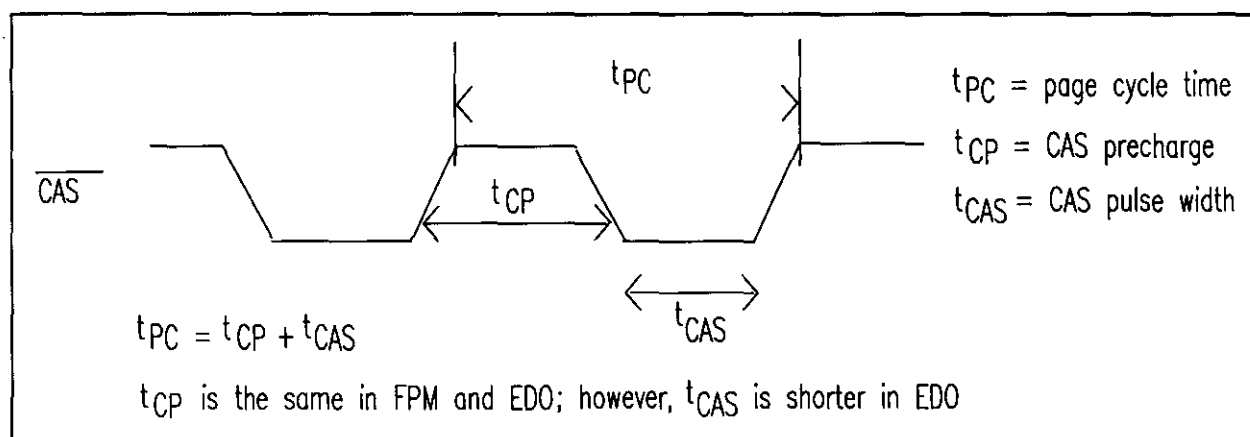 tPC
tPC = page cycle time
tCP = CAS precharge
CAS
tCP
tCAS = CAS pulse width
tCAS
tPC = tCP + tCAS
tCP is the same in FPM and EDO; however, tCAS is shorter in EDO